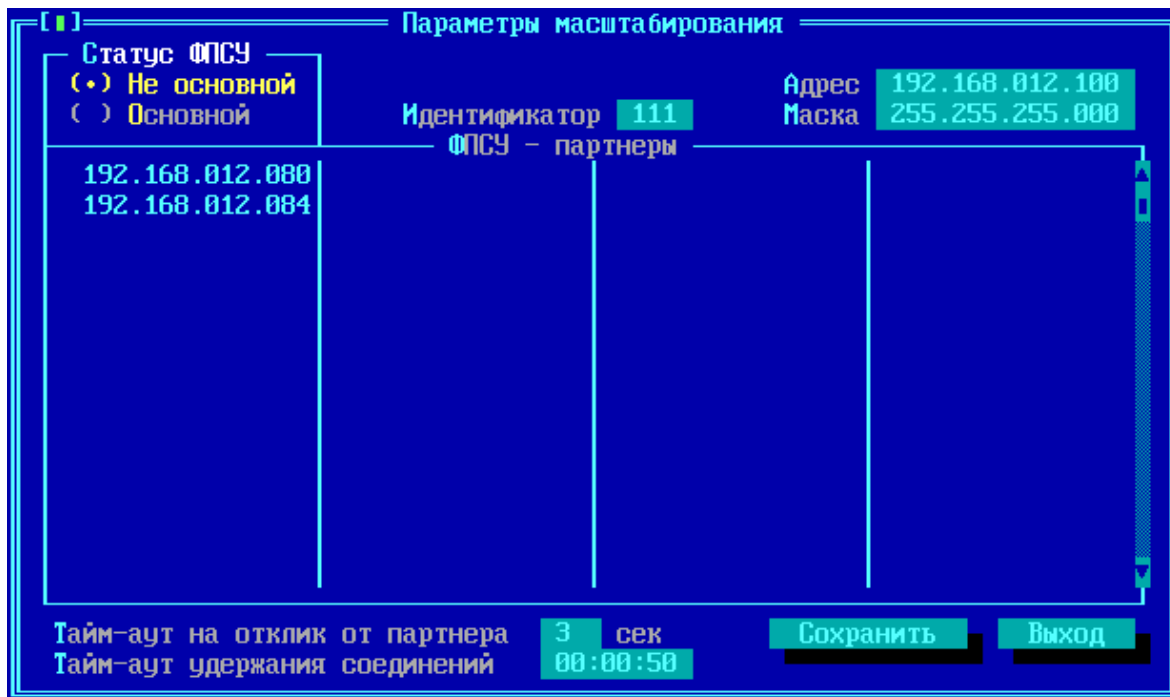 Параметры масштабирования
Статус ФПСУ
(•) Не основной
( ) Основной
Идентификатор 111
Адрес 192.168.012.100
Маска 255.255.255.000
ФПСУ - партнеры
192.168.012.080
192.168.012.084
Тайм-аут на отклик от партнера 3 сек
Тайм-аут удержания соединений 00:00:50
Сохранить
Выход